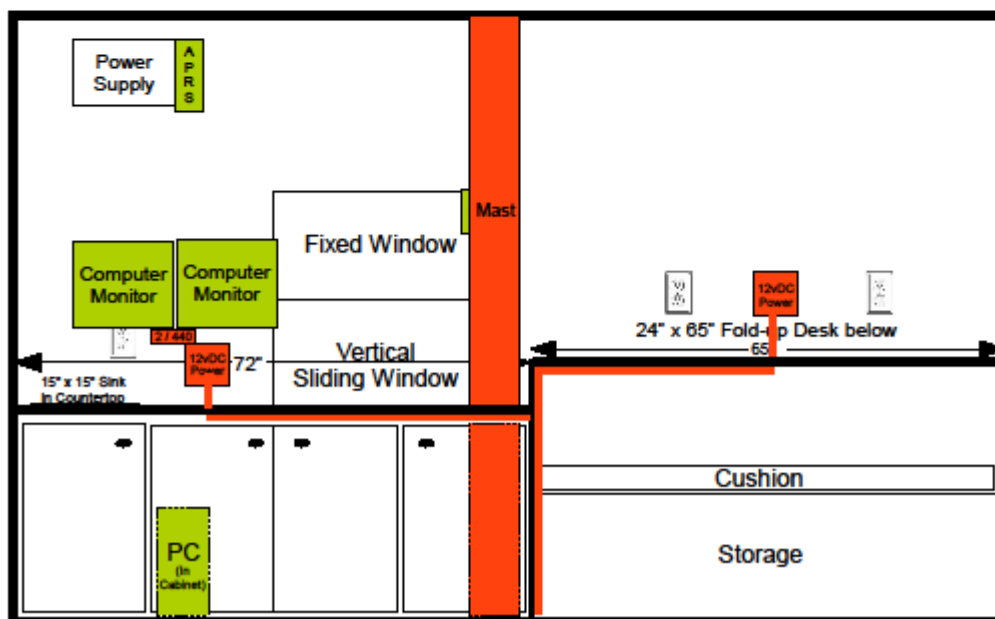 Power
Supply
A
P
R
S
Mast
Fixed Window
Computer
Monitor
Computer
Monitor
12vDC
Power
24" x 65" Fold-up Desk below
65"
2 / 440
12vDC
Power
72"
Vertical
Sliding Window
15" x 15" Sink
In Countertop
Cushion
PC
(In
Cabinet)
Storage